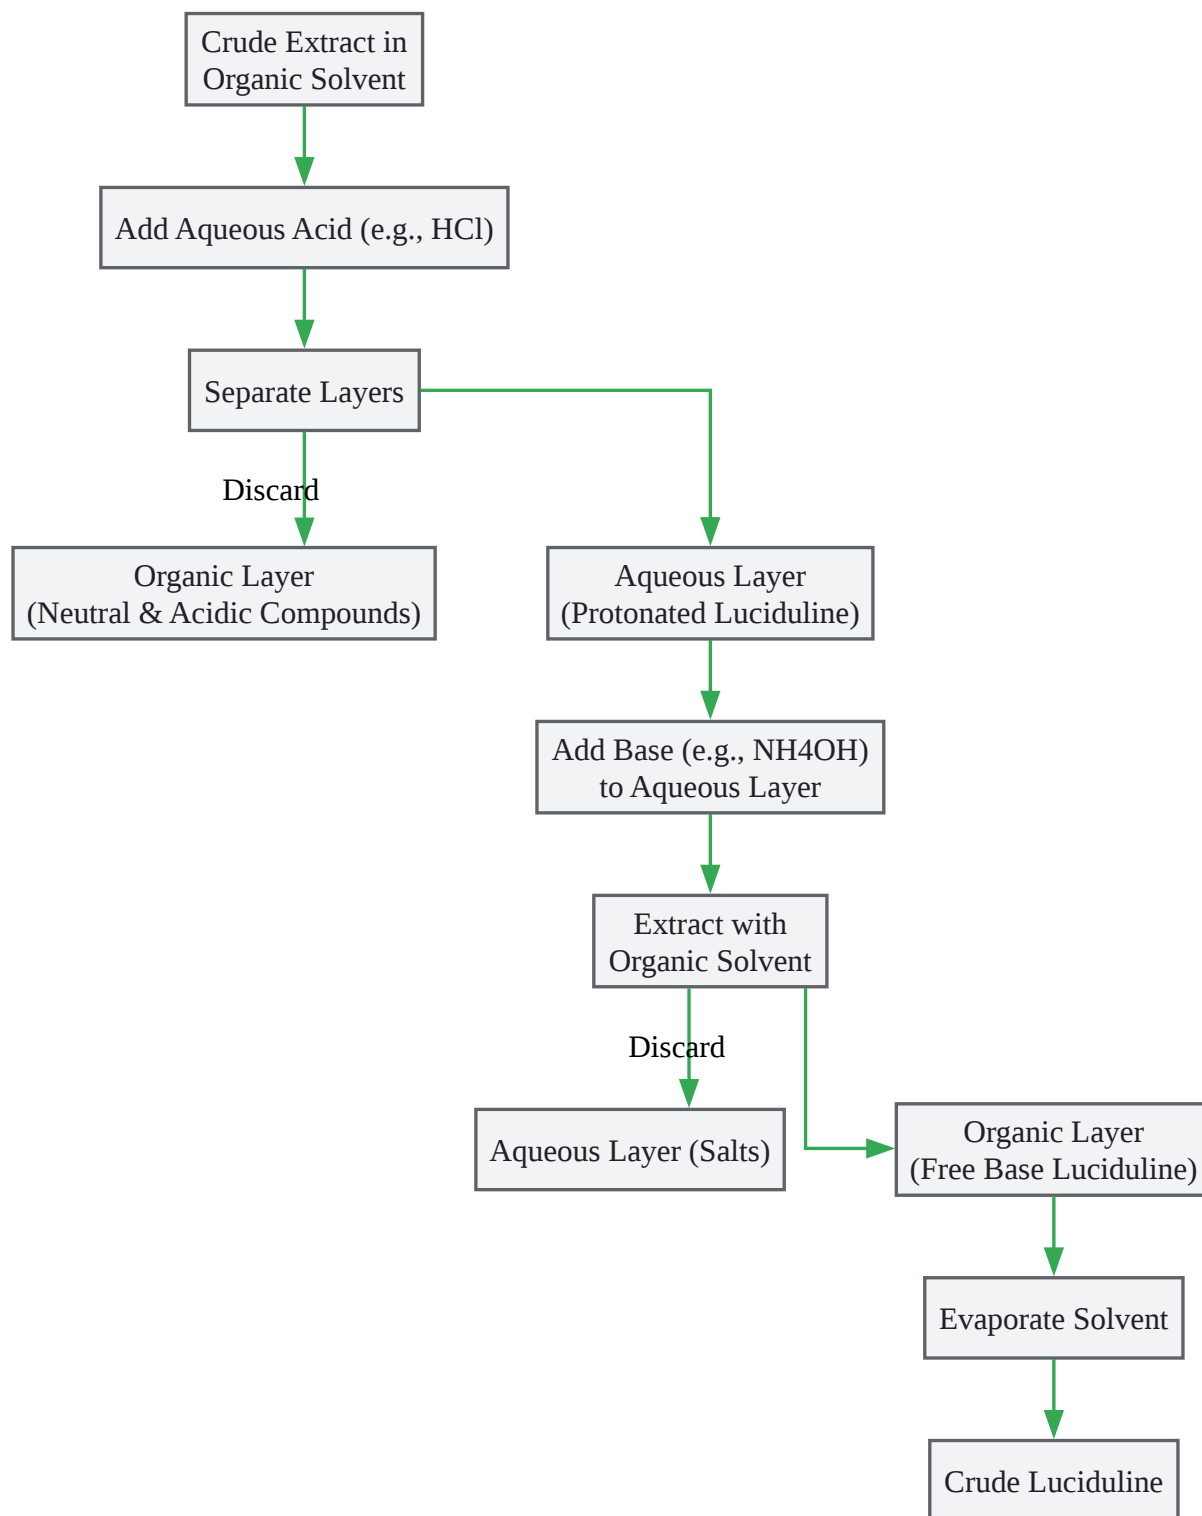 Crude Extract in
Organic Solvent
Add Aqueous Acid (e.g., HCl)
Separate Layers
Discard
Organic Layer
(Neutral & Acidic Compounds)
Aqueous Layer
(Protonated Luciduline)
Add Base (e.g., NH4OH)
to Aqueous Layer
Extract with
Organic Solvent
Discard
Aqueous Layer (Salts)
Organic Layer
(Free Base Luciduline)
Evaporate Solvent
Crude Luciduline